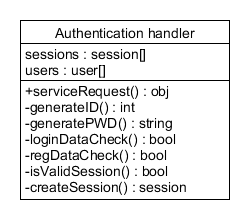 Authentication handler
sessions : session[]
users : user[]
+serviceRequest() : obj
-generateID() : int
-generatePWD() : string
-loginDataCheck() : bool
-regDataCheck() : bool
-isValidSession() : bool
-createSession() : session